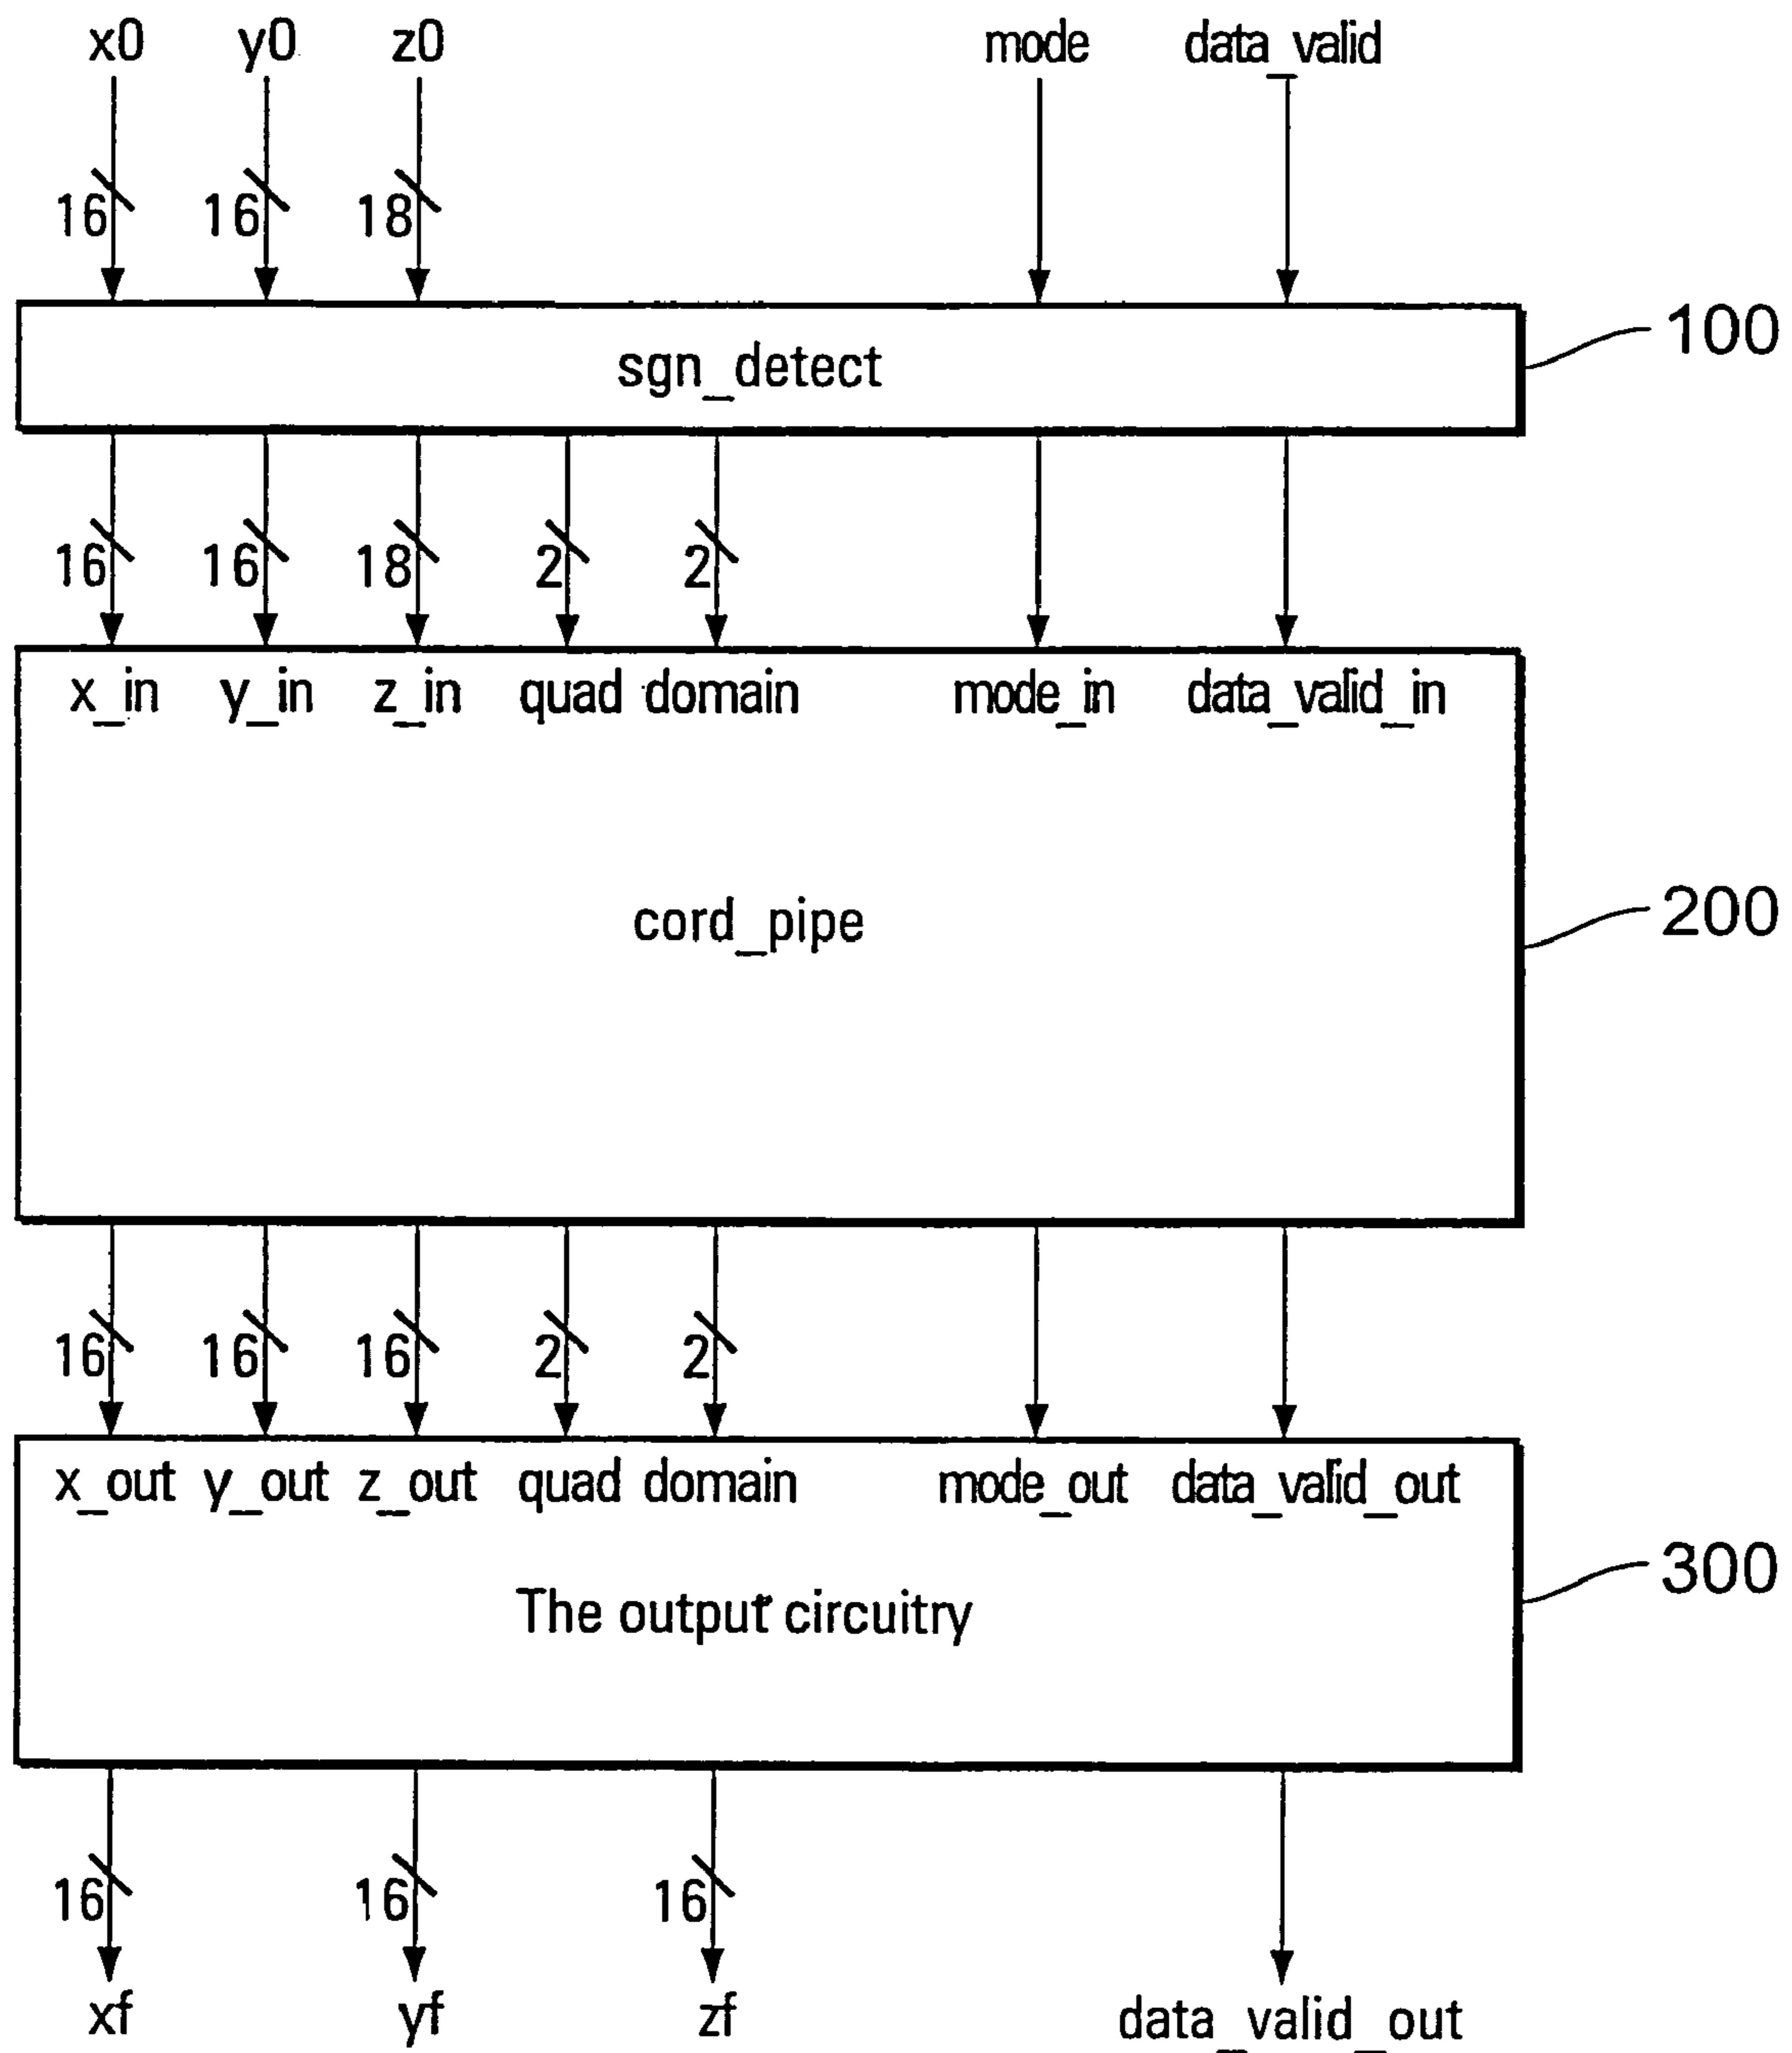 x0 y0 z0 mode data_valid
16 16 18
100
sgn_detect
16 16 18 2 2
x_in y_in z_in quad domain mode_in data_valid_in
200
cord_pipe
16 16 16 2 2
x_out y_out z_out quad domain mode_out data_valid_out
300
The output circuitry
16 16 16
xf yf zf data_valid_out